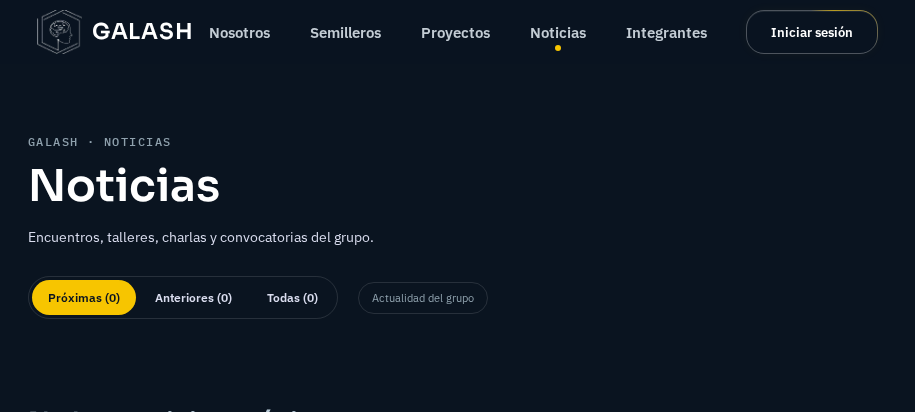 GALASH
Noticias
Semilleros
Proyectos
Noticias
Integrantes
Iniciar sesión
GALASH · NOTICIAS
Noticias
Encuentros, talleres, charlas y convocatorias del grupo.
Próximas (0)
Anteriores (0)
Todas (0)
Actualidad del grupo